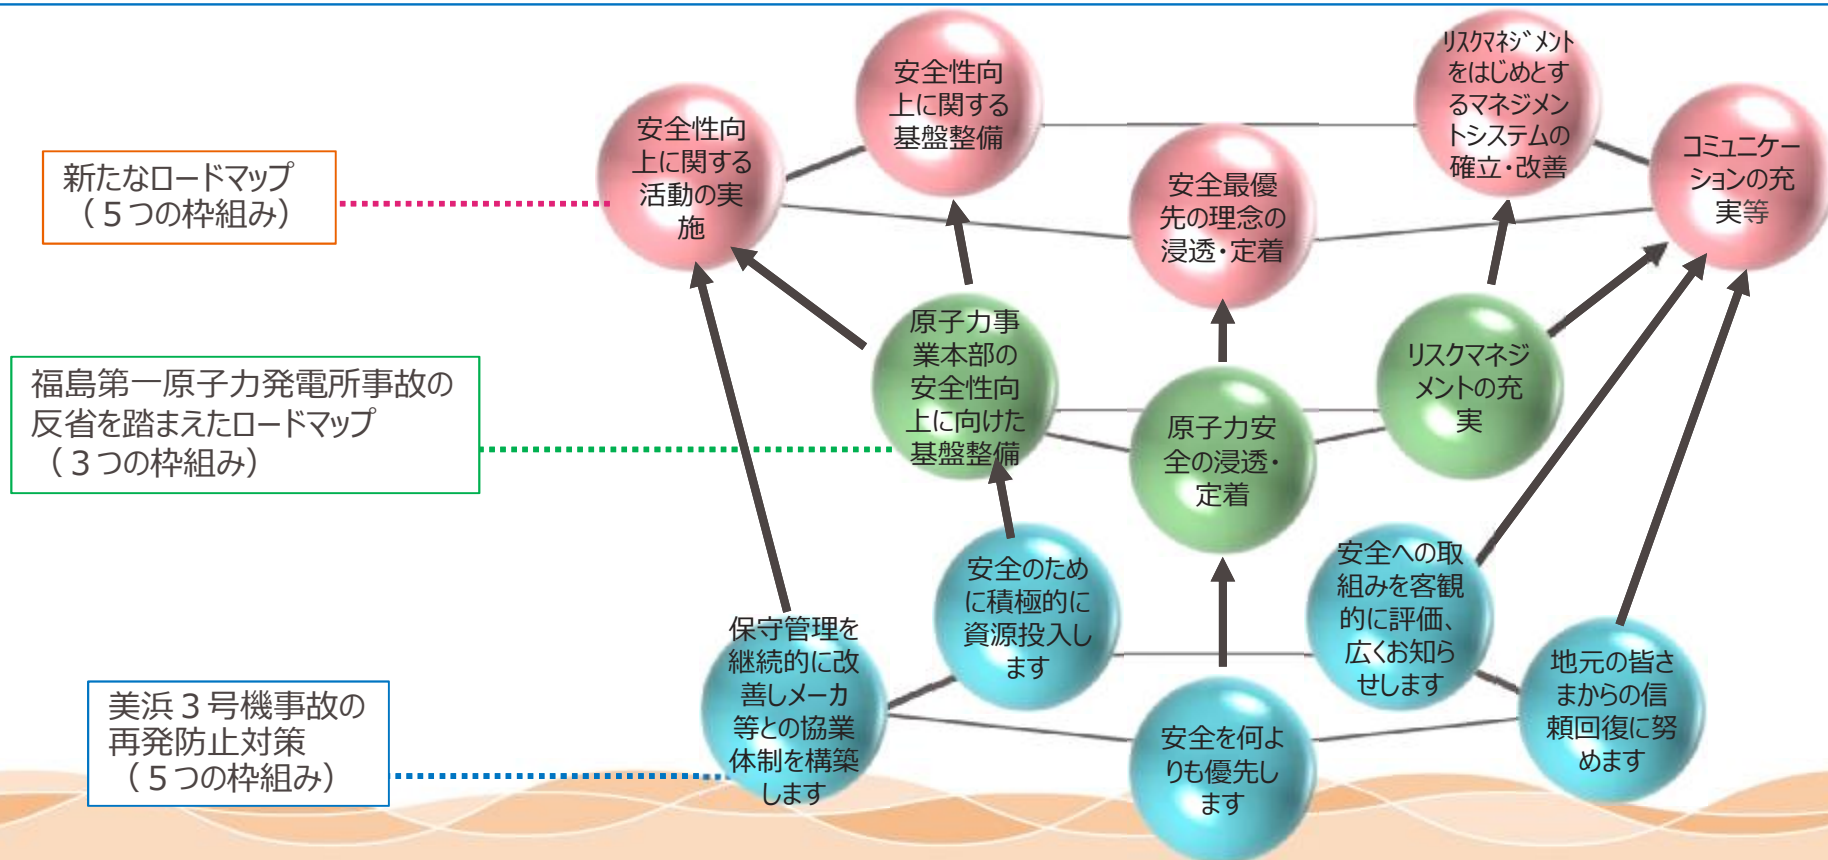 新たなロードマップ
（５つの枠組み）
安全性向
上に関する
活動の実
施
安全性向
上に関する
基盤整備
安全最優
先の理念の
浸透・定着
ﾘｽｸﾏﾈｼﾞﾒﾝﾄ
をはじめとす
るマネジメン
トシステムの
確立・改善
コミュニケー
ションの充
実等
福島第一原子力発電所事故の
反省を踏まえたロードマップ
（３つの枠組み）
原子力事
業本部の
安全性向
上に向けた
基盤整備
原子力安
全の浸透・
定着
リスクマネジ
メントの充
実
美浜３号機事故の
再発防止対策
（５つの枠組み）
保守管理を
継続的に改
善しメーカ
等との協業
体制を構築
します
安全のため
に積極的に
資源投入し
ます
安全を何よ
りも優先し
ます
安全への取
組みを客観
的に評価、
広くお知ら
せします
地元の皆さ
まからの信
頼回復に努
めます